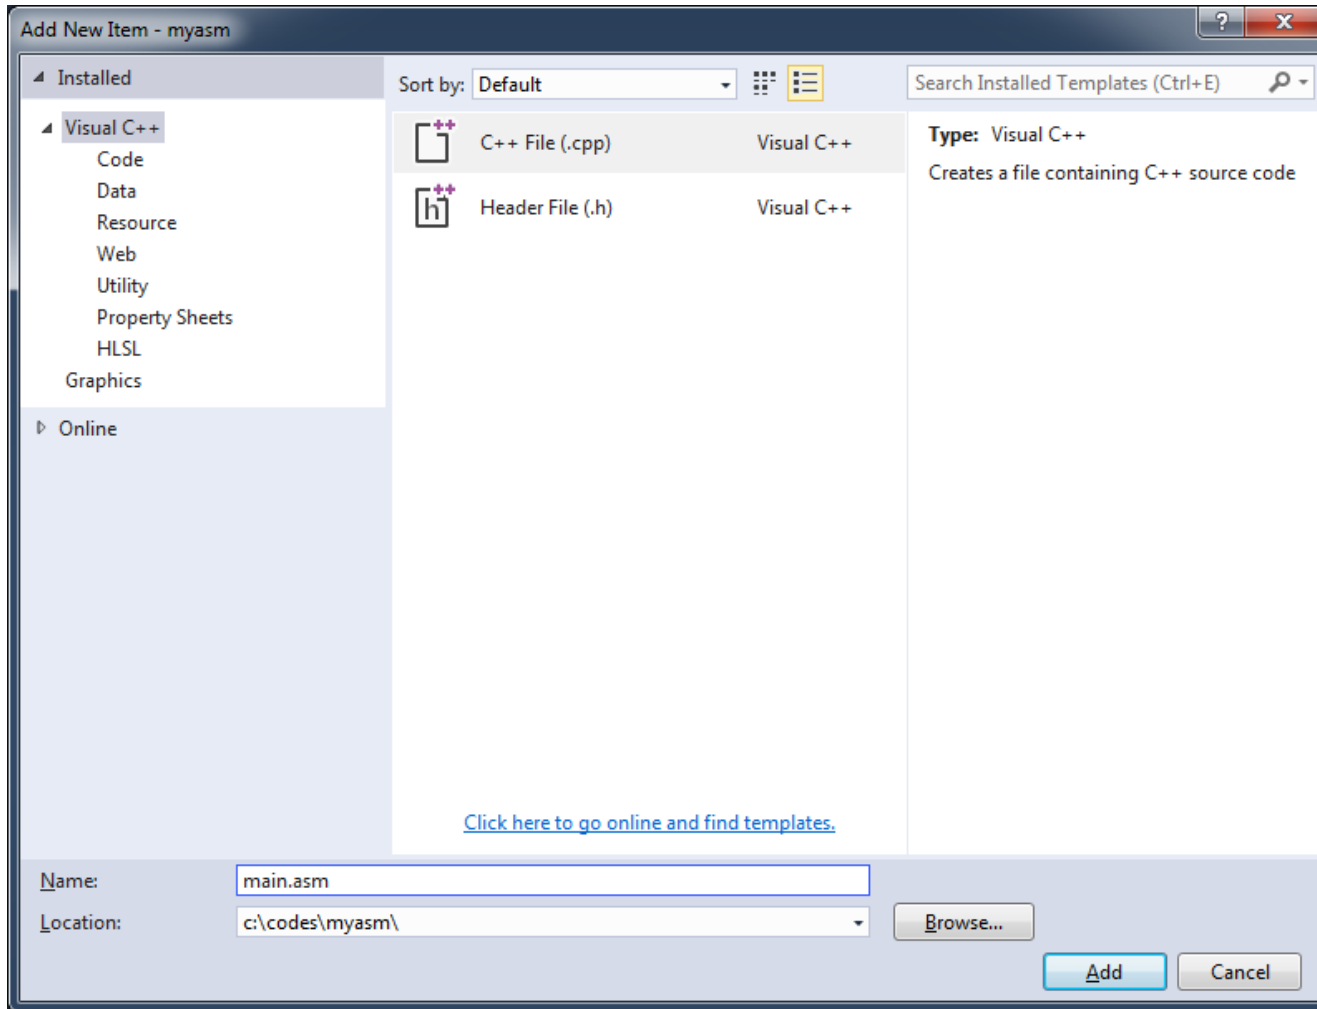 Add New Item - myasm
?
X
Installed
Visual C++
Code
Data
Resource
Web
Utility
Property Sheets
HLSL
Graphics
Online
Sort by: Default
C++ File (.cpp) Visual C++
Header File (.h) Visual C++
Click here to go online and find templates.
Search Installed Templates (Ctrl+E)
Type: Visual C++
Creates a file containing C++ source code
Name: main.asm
Location: c:\codes\myasm\
Browse...
Add Cancel